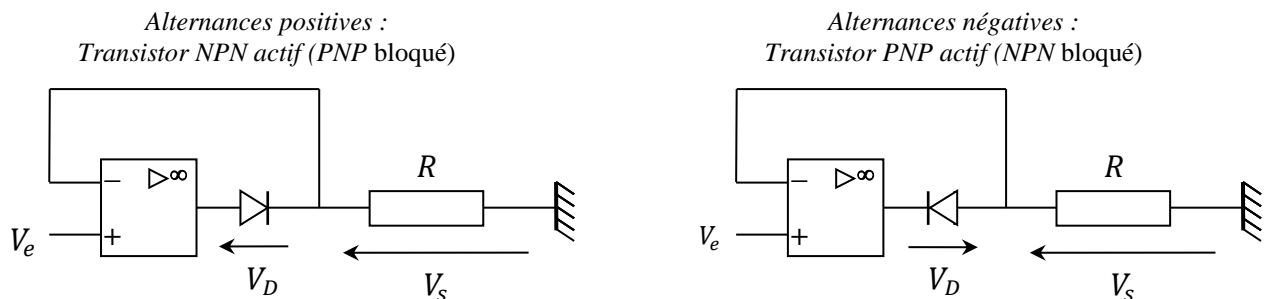 Alternances positives :
Transistor NPN actif (PNP bloqué)
R
▷∞
−
+
V_e
V_D
V_s
Alternances négatives :
Transistor PNP actif (NPN bloqué)
R
▷∞
−
+
V_e
V_D
V_s